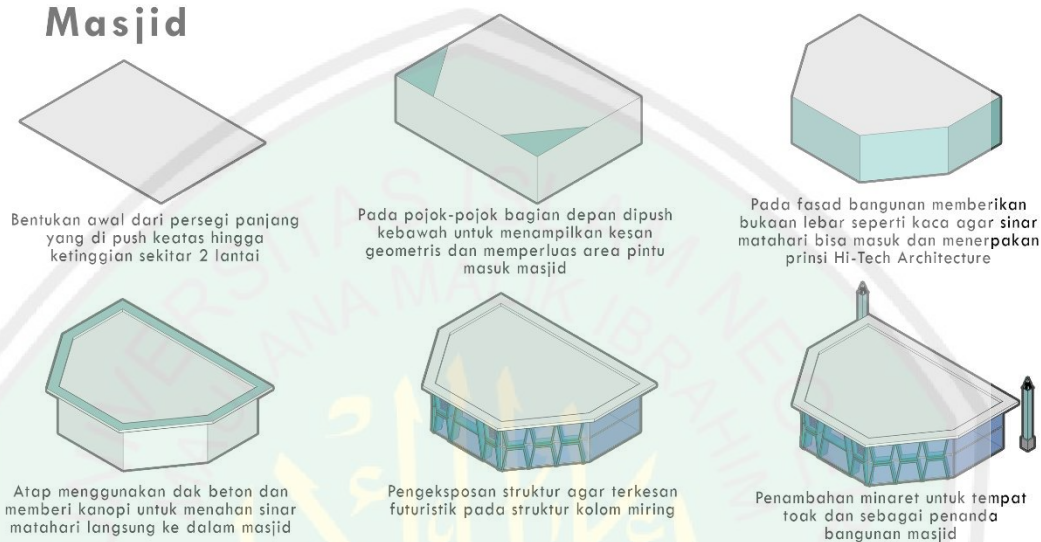 Masjid
Bentukan awal dari persegi panjang
yang di push keatas hingga
ketinggian sekitar 2 lantai
Pada pojok-pojok bagian depan dipush
kebawah untuk menampilkan kesan
geometris dan memperluas area pintu
masuk masjid
Pada fasad bangunan memberikan
bukaan lebar seperti kaca agar sinar
matahari bisa masuk dan menerpakan
prinsi Hi-Tech Architecture
Atap menggunakan dak beton dan
memberi kanopi untuk menahan sinar
matahari langsung ke dalam masjid
Pengeksposan struktur agar terkesan
futuristik pada struktur kolom miring
Penambahan minaret untuk tempat
toak dan sebagai penanda
bangunan masjid